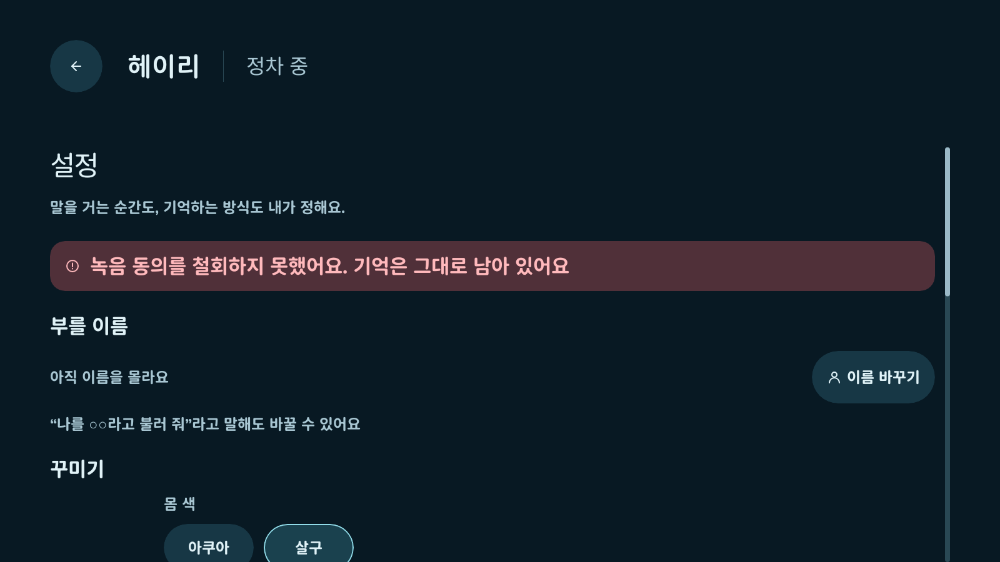 헤이리
정차 중
설정
말을 거는 순간도, 기억하는 방식도 내가 정해요.
녹음 동의를 철회하지 못했어요. 기억은 그대로 남아 있어요
부를 이름
아직 이름을 몰라요
이름 바꾸기
“나를 ○○라고 불러 줘”라고 말해도 바꿀 수 있어요
꾸미기
몸 색
아쿠아
살구